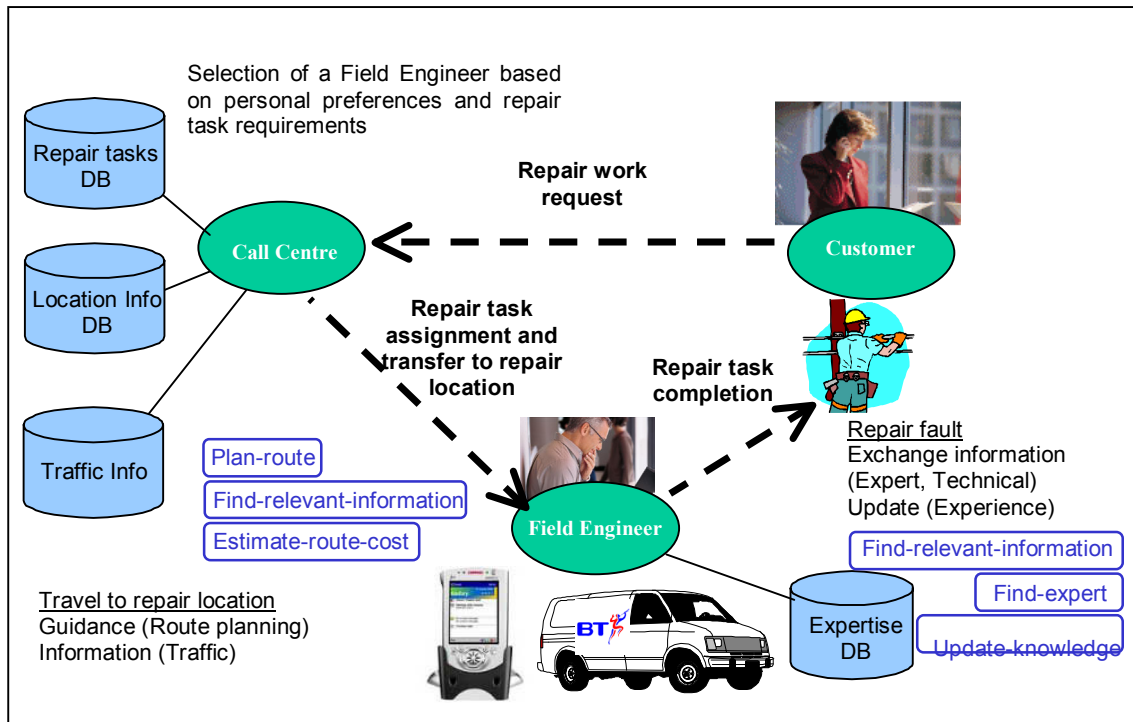 Selection of a Field Engineer based
on personal preferences and repair
task requirements
Repair tasks
DB
Repair work
request
Call Centre
Customer
Location Info
DB
Repair task
assignment and
transfer to repair
location
Repair task
completion
Traffic Info
Plan-route
Find-relevant-information
Estimate-route-cost
Field Engineer
Repair fault
Exchange information
(Expert, Technical)
Update (Experience)
Find-relevant-information
Find-expert
Update-knowledge
Expertise
DB
Travel to repair location
Guidance (Route planning)
Information (Traffic)
BT